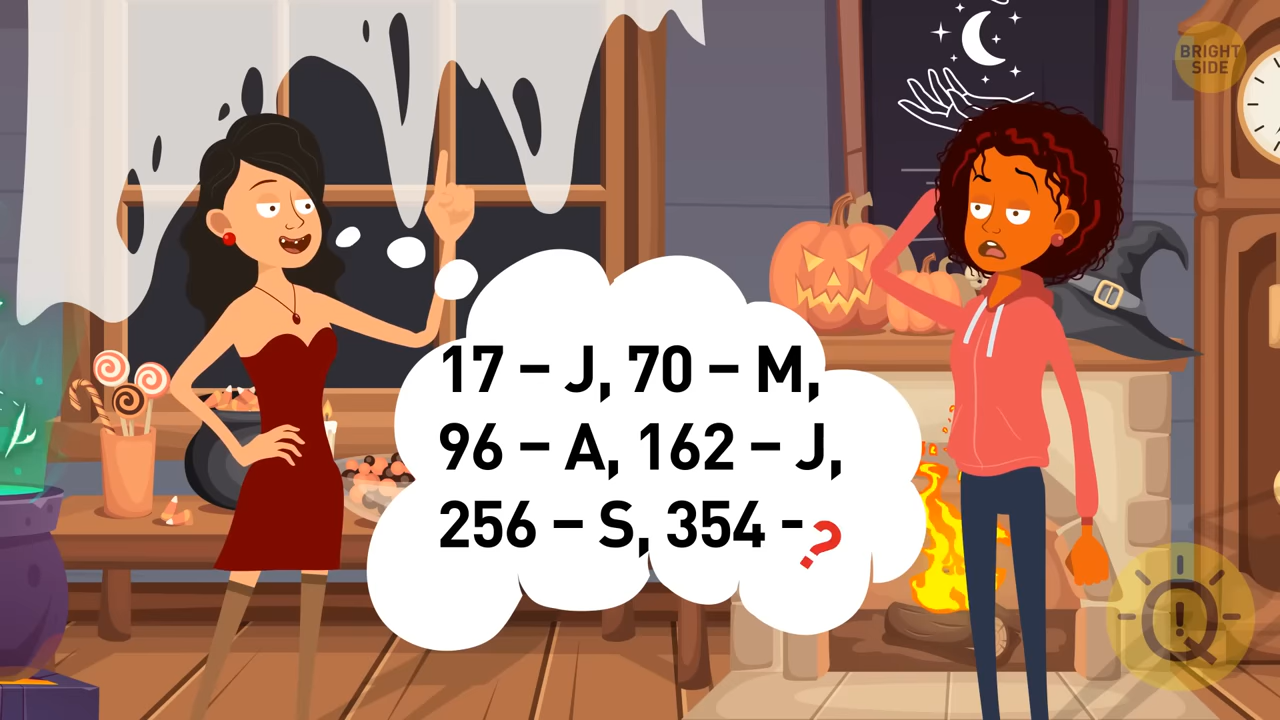 BRIGHT
SIDE
17 – J, 70 – M,
96 – A, 162 – J,
256 – S, 354 - ?